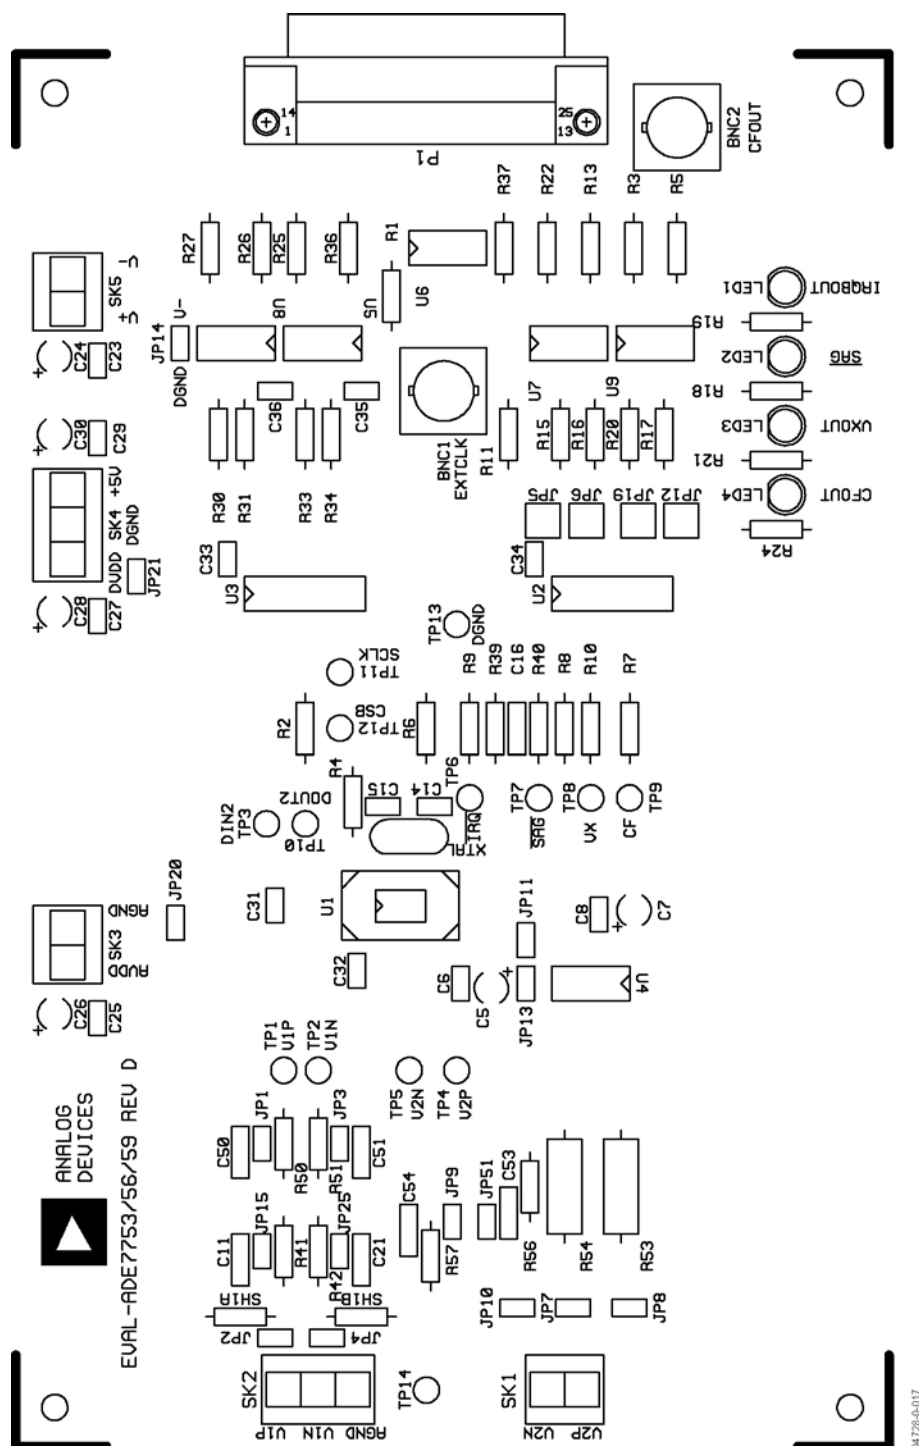 14
1
25
13
P1
BNC2
CFOUT
R37
R22
R13
R3
R5
R27
R26
R25
R36
R1
U6
V-
SK5
V+
C24
C23
JP14
V-
DGND
U8
U5
IRQBOUT
LED1
R19
SAG
LED2
R18
VXOUT
LED3
R21
CFOUT
LED4
R24
U7
U9
C36
C35
BNC1
EXTCLK
R11
R15
R16
R20
R17
C30
C29
+5V
SK4
DGND
DVDD
JP21
C28
C27
R30
R31
R33
R34
JP5
JP6
JP19
JP12
C33
U3
C34
U2
TP13
DGND
TP11
SCLK
TP12
CSB
R2
R6
R9
R39
C16
R40
R8
R10
R7
R4
DIN2
TP3
DOUT2
TP10
C15
C14
XTAL
TP6
IRQ
TP7
SAG
TP8
VX
CF
TP9
JP20
AGND
SK3
AVDD
C26
C25
C31
U1
C32
JP11
C8
C7
C6
C5
JP13
U4
TP1
V1P
TP2
V1N
TP5
V2N
TP4
V2P
ANALOG
DEVICES
EVAL-ADE7753/56/59 REV D
C50
JP1
R50
R51
JP3
C51
C11
JP15
R41
R42
JP25
C21
C54
R57
JP9
JP51
C53
R56
R54
R53
SH1A
SH1B
JP2
JP4
JP10
JP7
JP8
SK2
V1P
V1N
AGND
TP14
SK1
V2N
V2P
04728-0-017